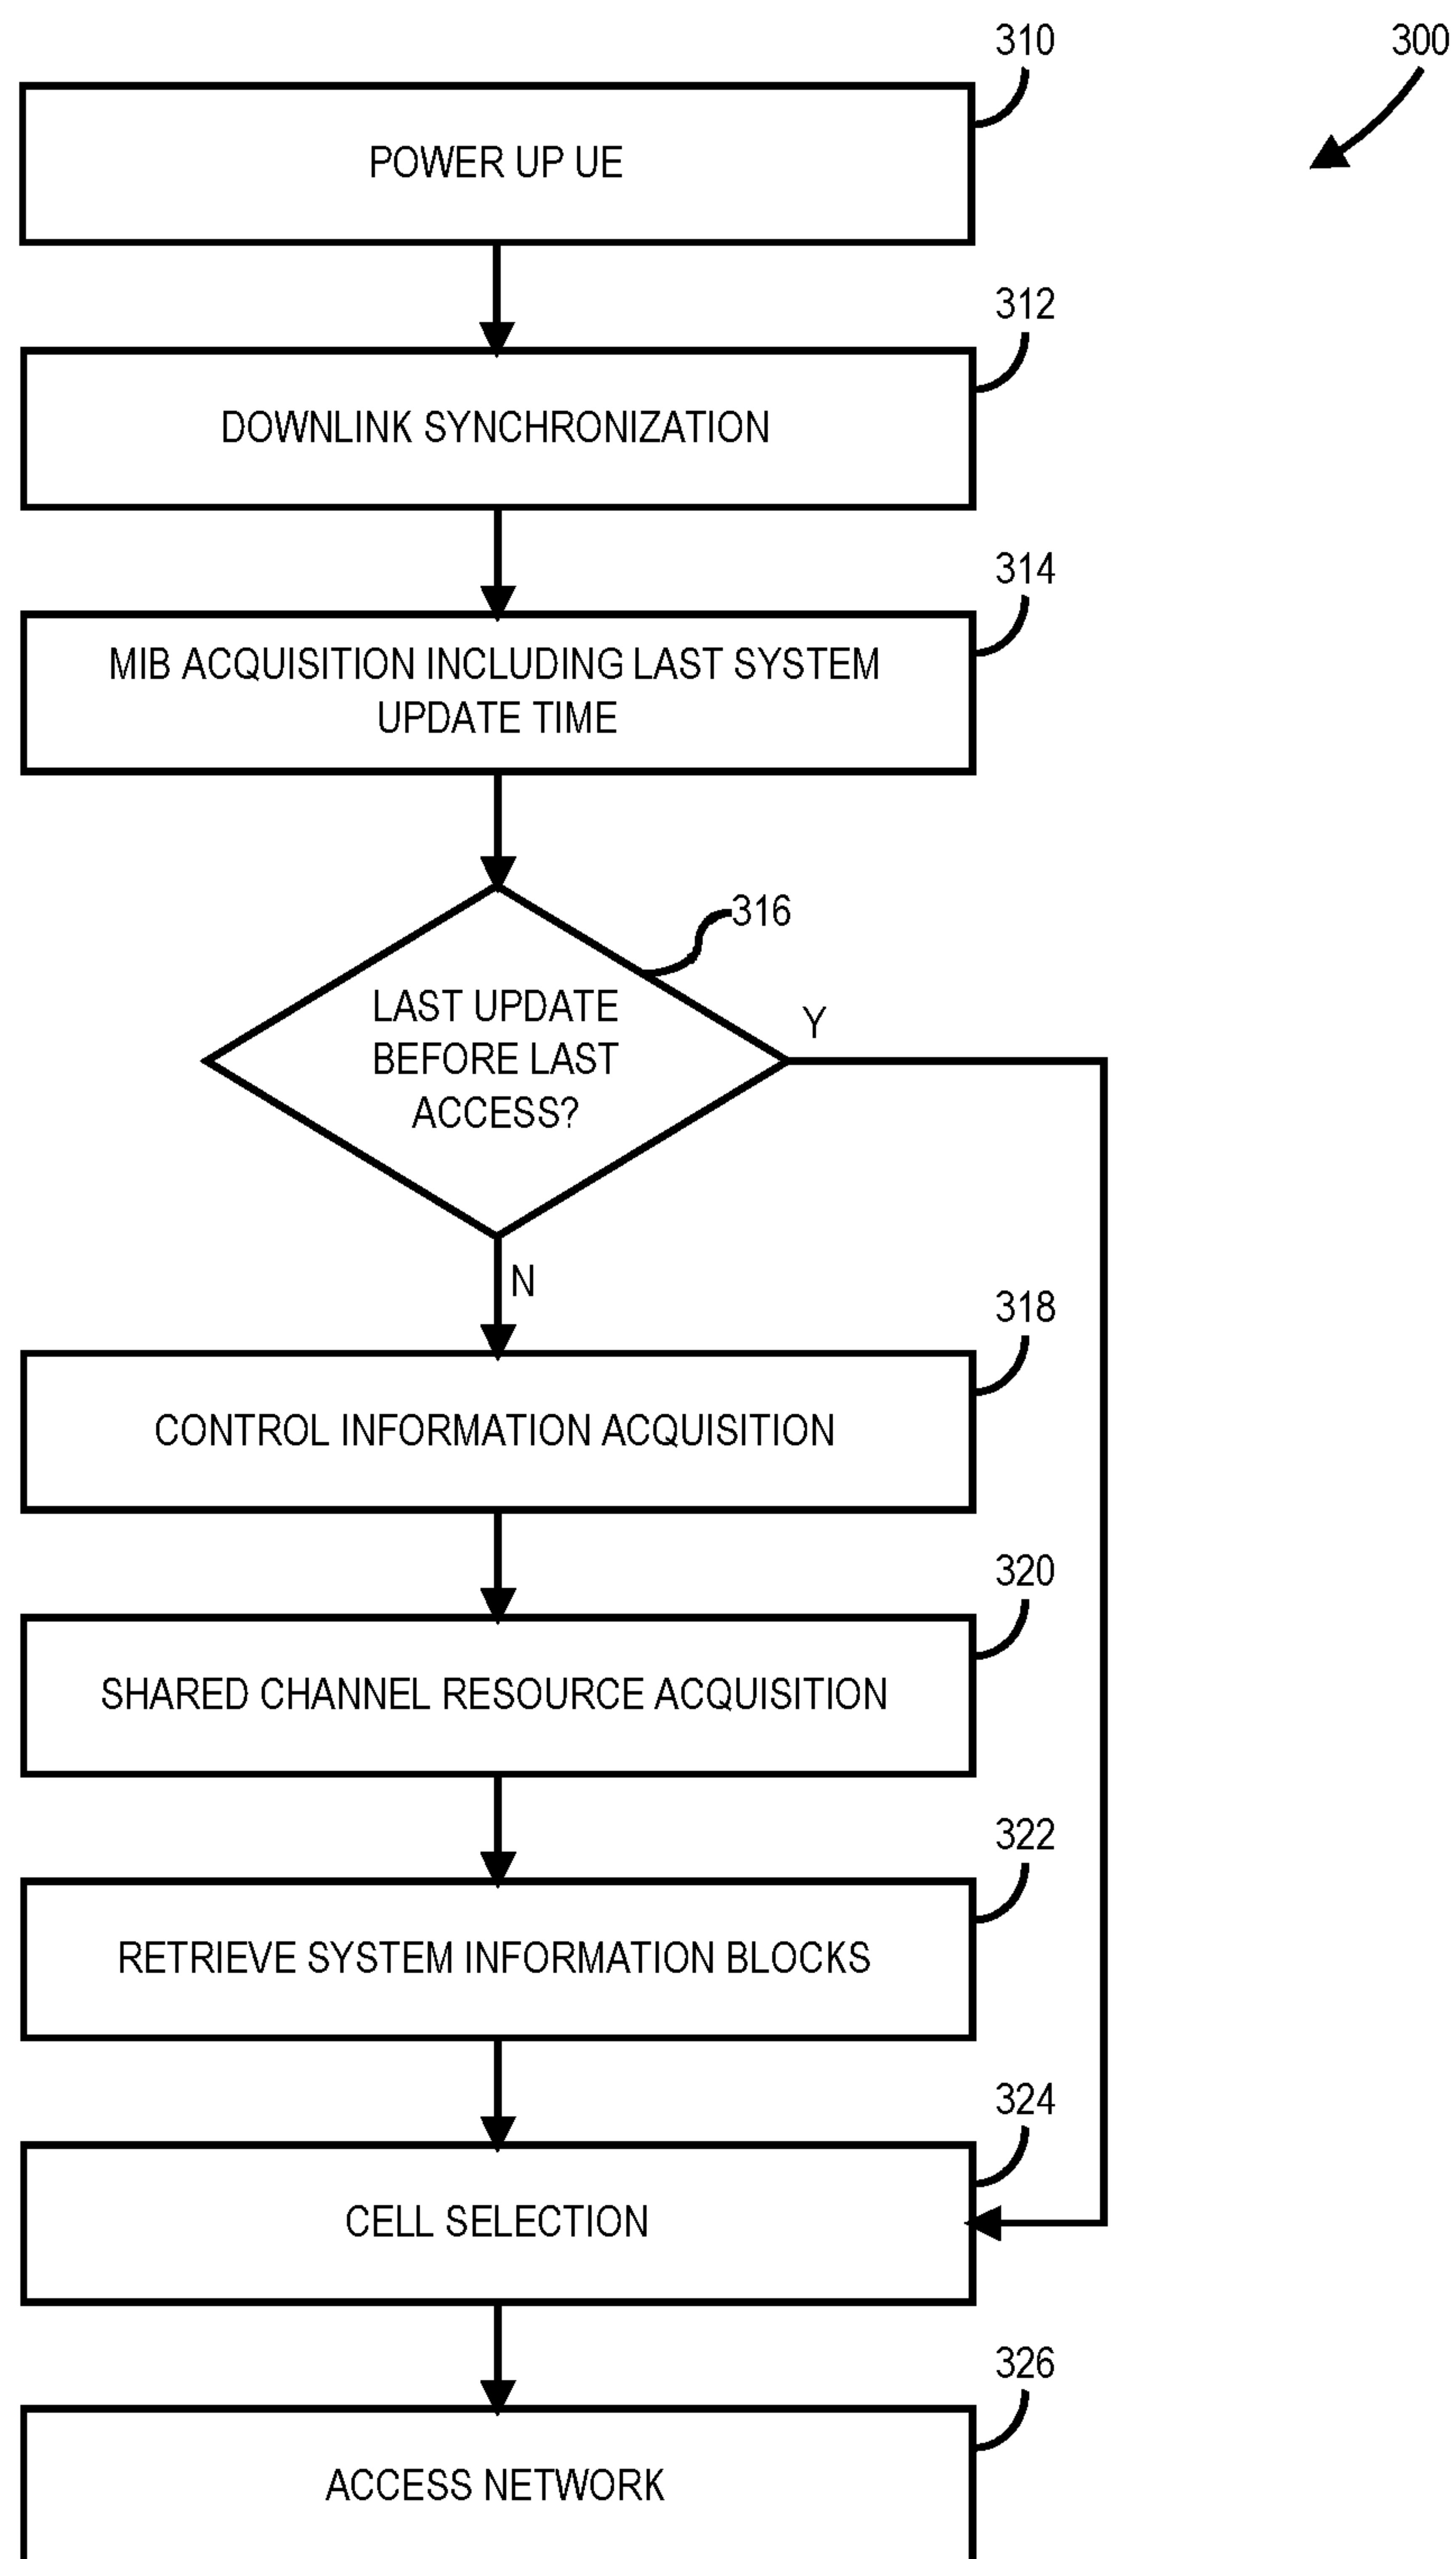 310
300
POWER UP UE
312
DOWNLINK SYNCHRONIZATION
314
MIB ACQUISITION INCLUDING LAST SYSTEM
UPDATE TIME
316
LAST UPDATE
BEFORE LAST
ACCESS?
Y
N
318
CONTROL INFORMATION ACQUISITION
320
SHARED CHANNEL RESOURCE ACQUISITION
322
RETRIEVE SYSTEM INFORMATION BLOCKS
324
CELL SELECTION
326
ACCESS NETWORK